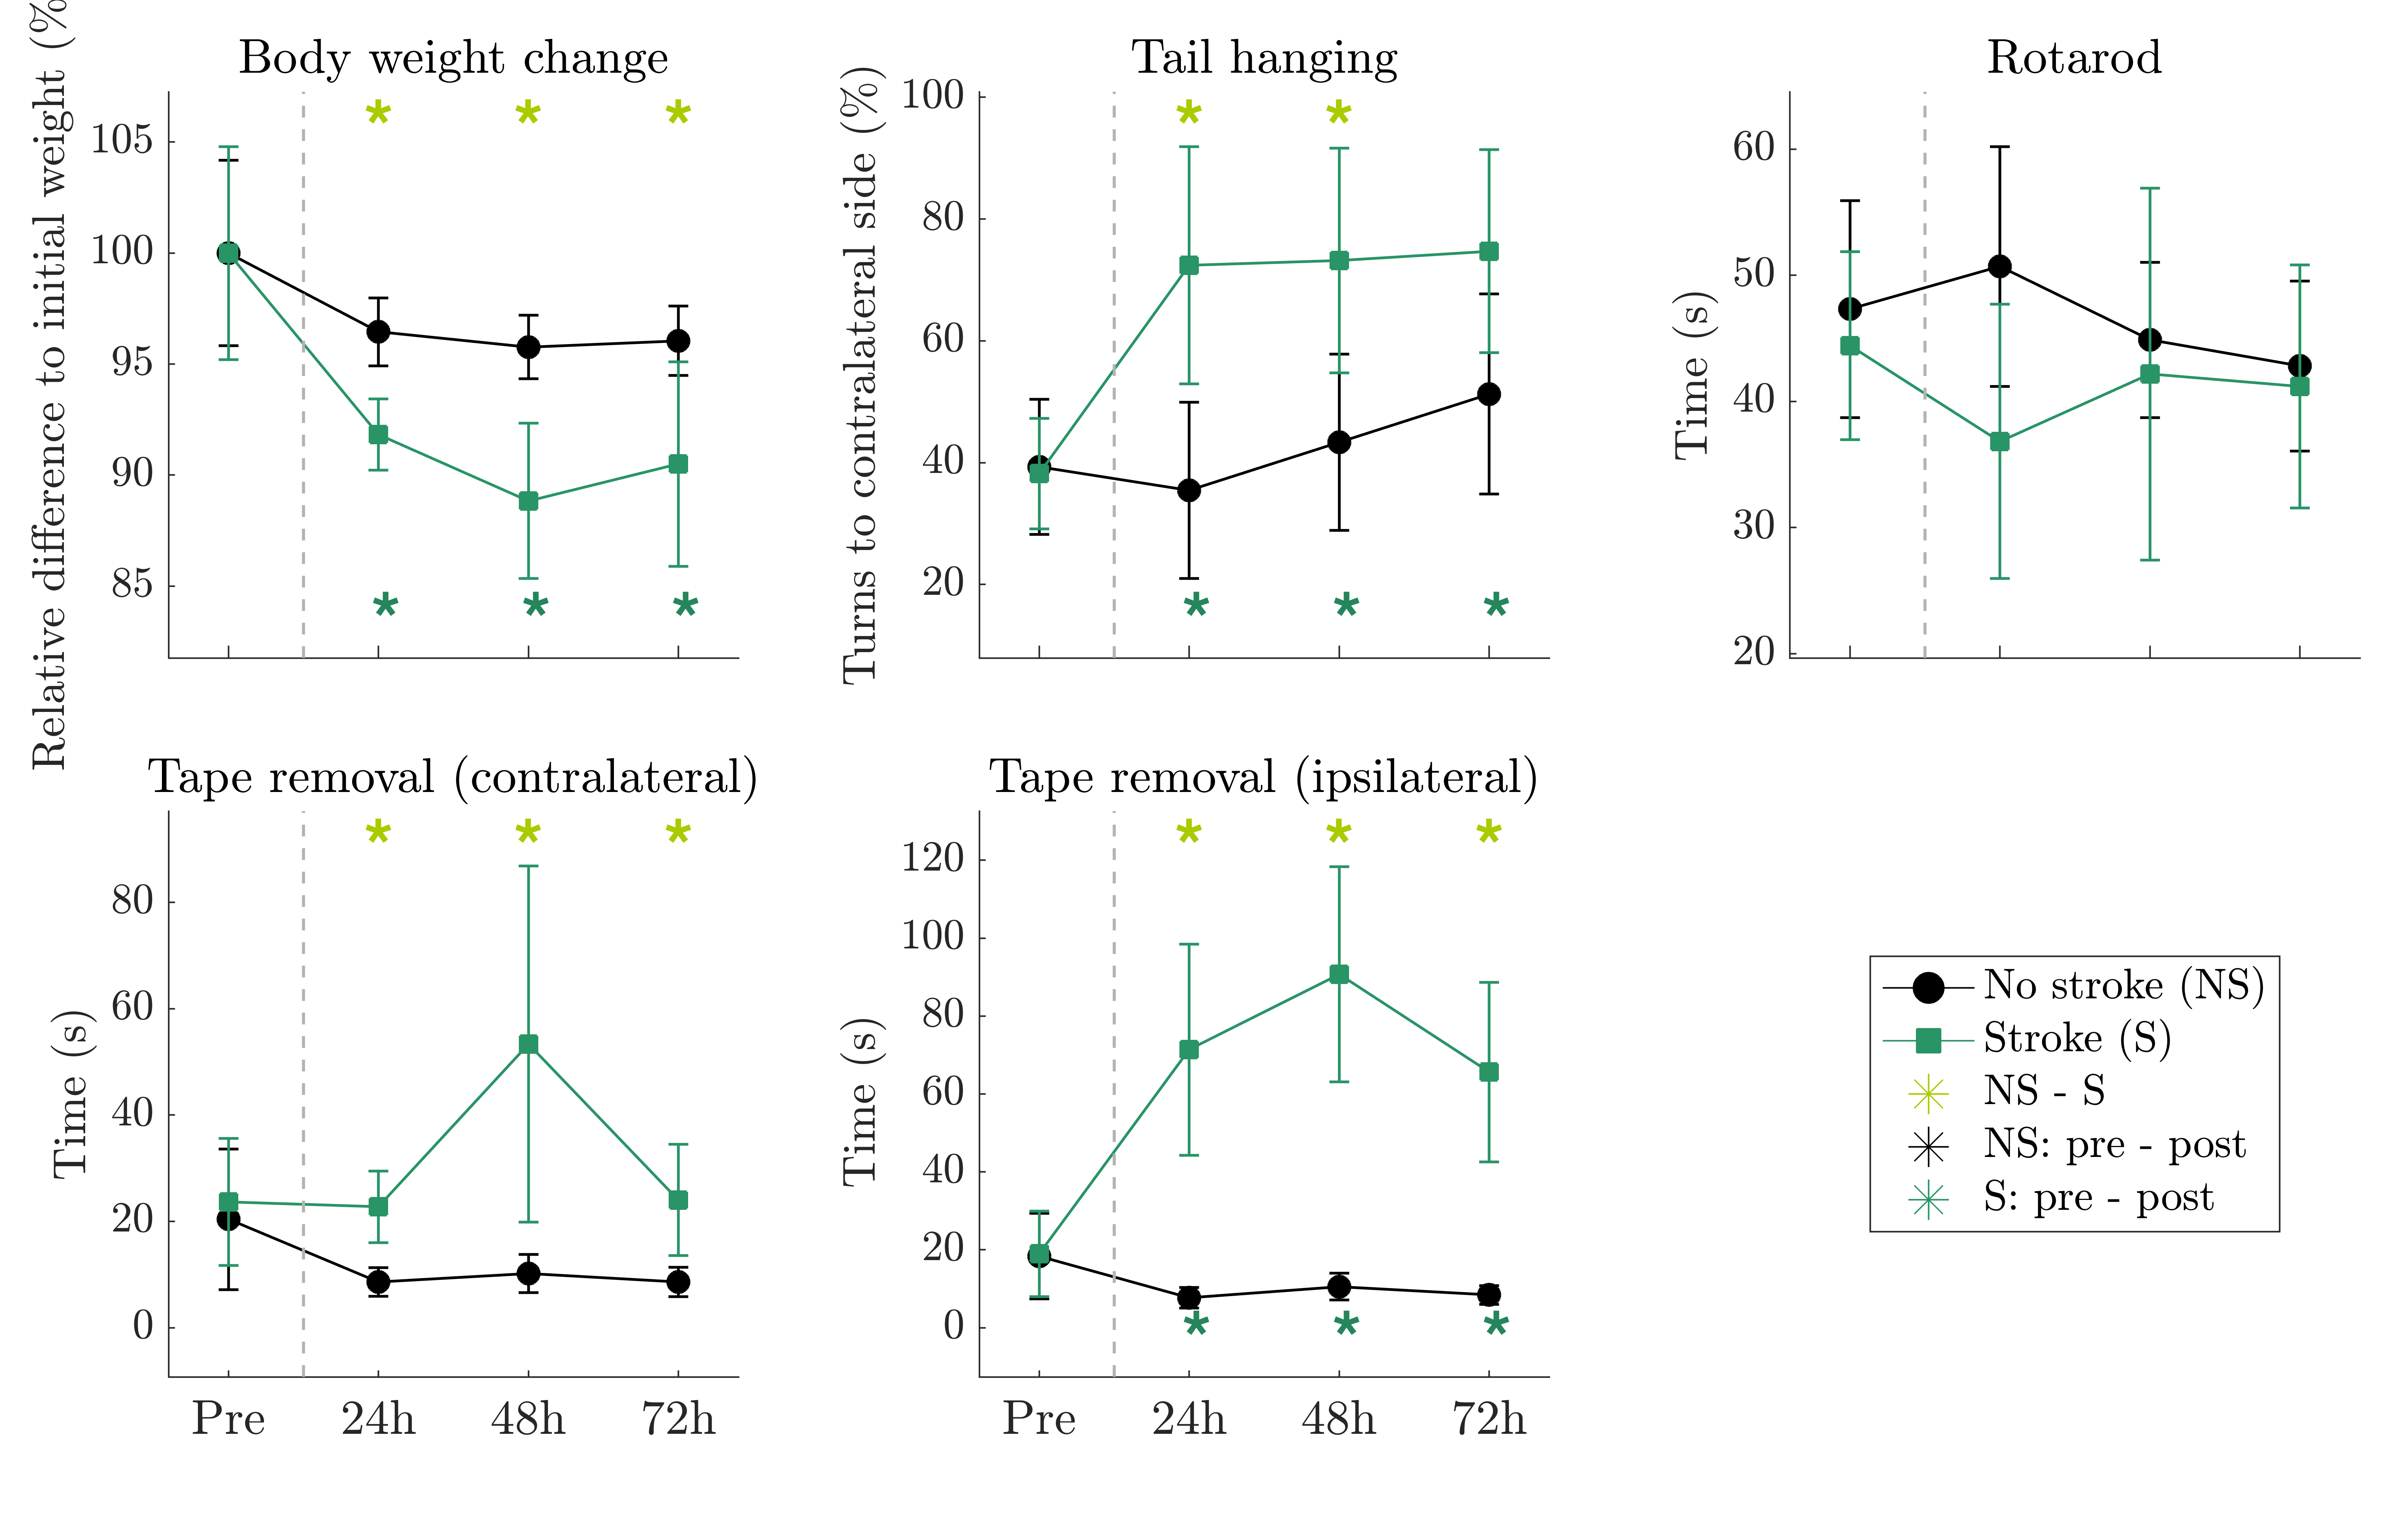 Body weight change
Relative difference to initial weight (%
105
100
95
90
85
Tail hanging
Turns to contralateral side (%)
100
80
60
40
20
Rotarod
Time (s)
60
50
40
30
20
Tape removal (contralateral)
Time (s)
80
60
40
20
0
Pre 24h 48h 72h
Tape removal (ipsilateral)
Time (s)
120
100
80
60
40
20
0
Pre 24h 48h 72h
No stroke (NS)
Stroke (S)
NS - S
NS: pre - post
S: pre - post